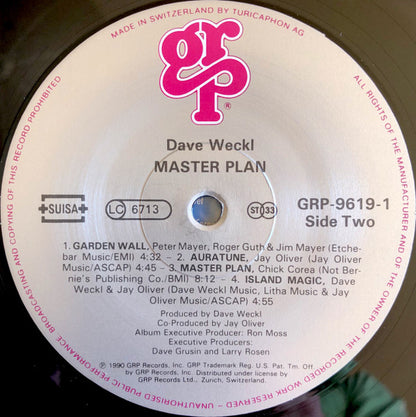 MADE IN SWITZERLAND BY TURICAPHON AG
ALL RIGHTS OF THE MANUFACTURER AND OF THE OWNER OF THE RECORDED WORK RESERVED – UNAUTHORISED PUBLIC PERFORMANCE BROADCASTING AND COPYING OF THIS RECORD PROHIBITED
grp®
Dave Weckl
MASTER PLAN
SUISA
LC 6713
ST 33
GRP-9619-1
Side Two
1. GARDEN WALL, Peter Mayer, Roger Guth & Jim Mayer (Etche-
bar Music/EMI) 4:32 – 2. AURATUNE, Jay Oliver (Jay Oliver
Music/ASCAP) 4:45 – 3. MASTER PLAN, Chick Corea (Not Ber-
nie's Publishing Co./BMI) 8:12 – 4. ISLAND MAGIC, Dave
Weckl & Jay Oliver (Dave Weckl Music, Litha Music & Jay
Oliver Music/ASCAP) 4:55
Produced by Dave Weckl
Co-Produced by Jay Oliver
Album Executive Producer: Ron Moss
Executive Producers:
Dave Grusin and Larry Rosen
℗ 1990 GRP Records, Inc. GRP Trademark Reg. U.S. Pat. Tm. Off.
by GRP Records, Inc. Distributed under license by
GRP Records Ltd., Zurich, Switzerland.